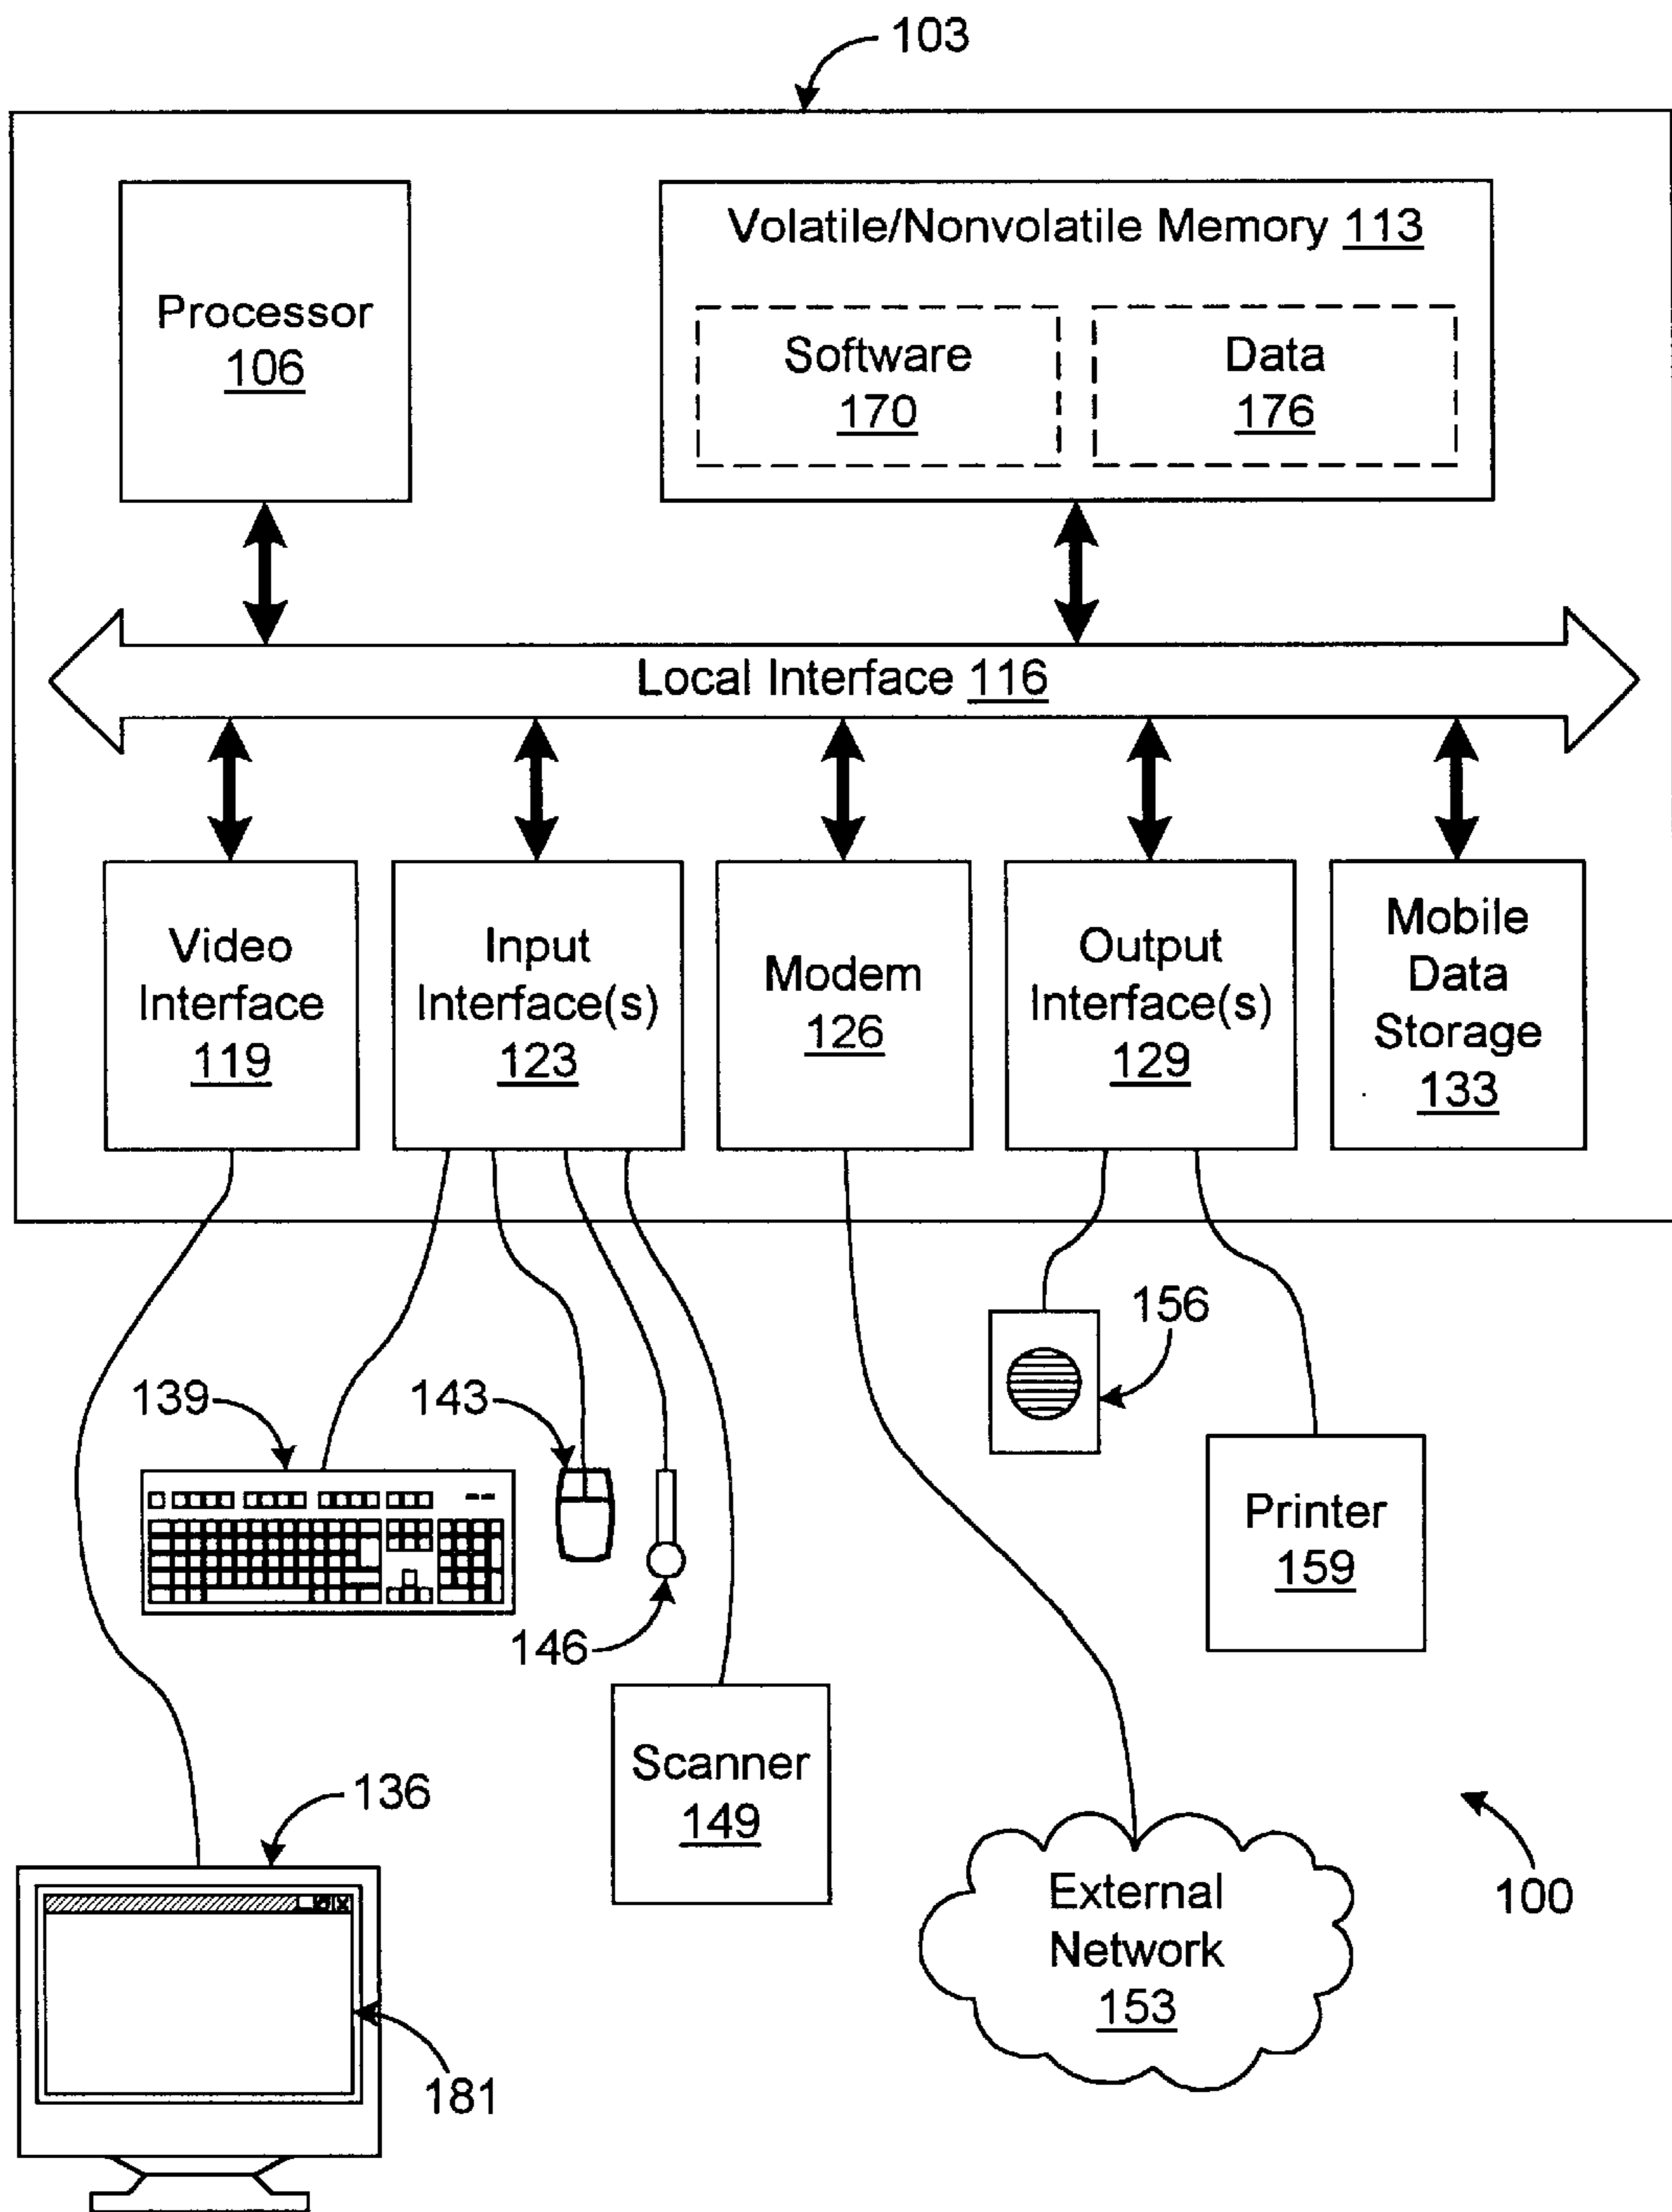 103
Processor
106
Volatile/Nonvolatile Memory 113
Software
170
Data
176
Local Interface 116
Video
Interface
119
Input
Interface(s)
123
Modem
126
Output
Interface(s)
129
Mobile
Data
Storage
133
156
139
143
146
Printer
159
Scanner
149
136
External
Network
153
100
181